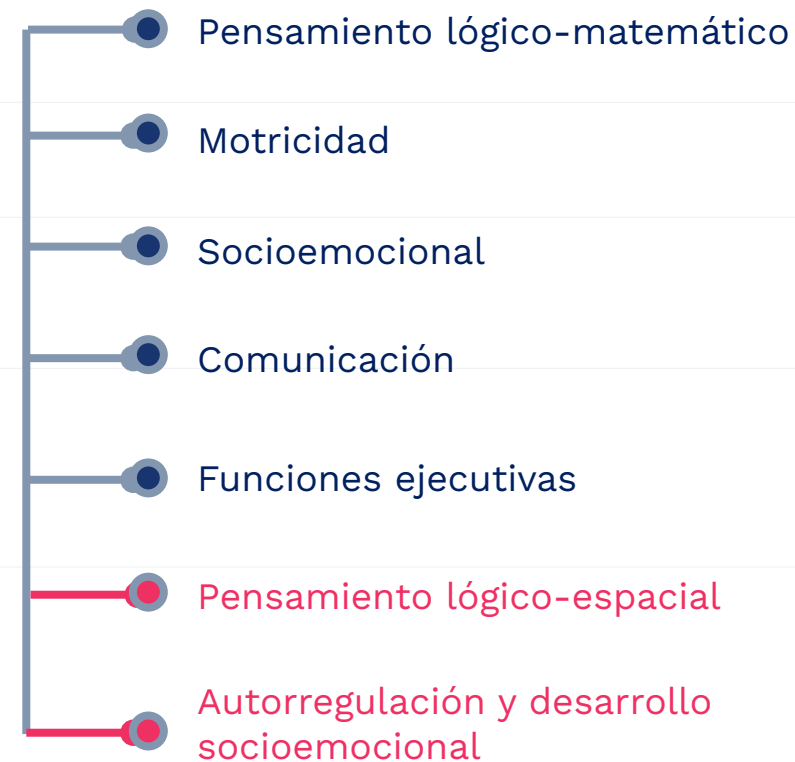 Pensamiento lógico-matemático
Motricidad
Socioemocional
Comunicación
Funciones ejecutivas
Pensamiento lógico-espacial
Autorregulación y desarrollo
socioemocional